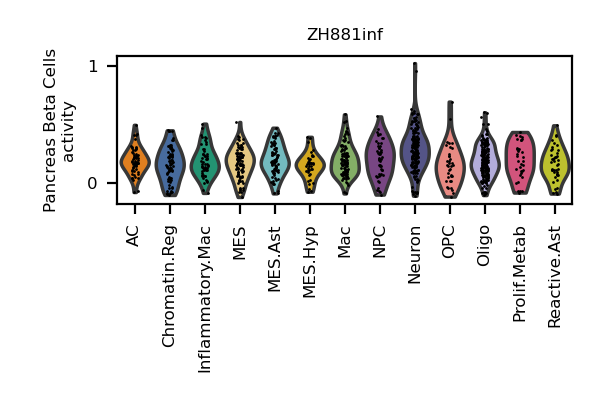 ZH881inf
Pancreas Beta Cells
activity
1
0
AC
Chromatin.Reg
Inflammatory.Mac
MES
MES.Ast
MES.Hyp
Mac
NPC
Neuron
OPC
Oligo
Prolif.Metab
Reactive.Ast